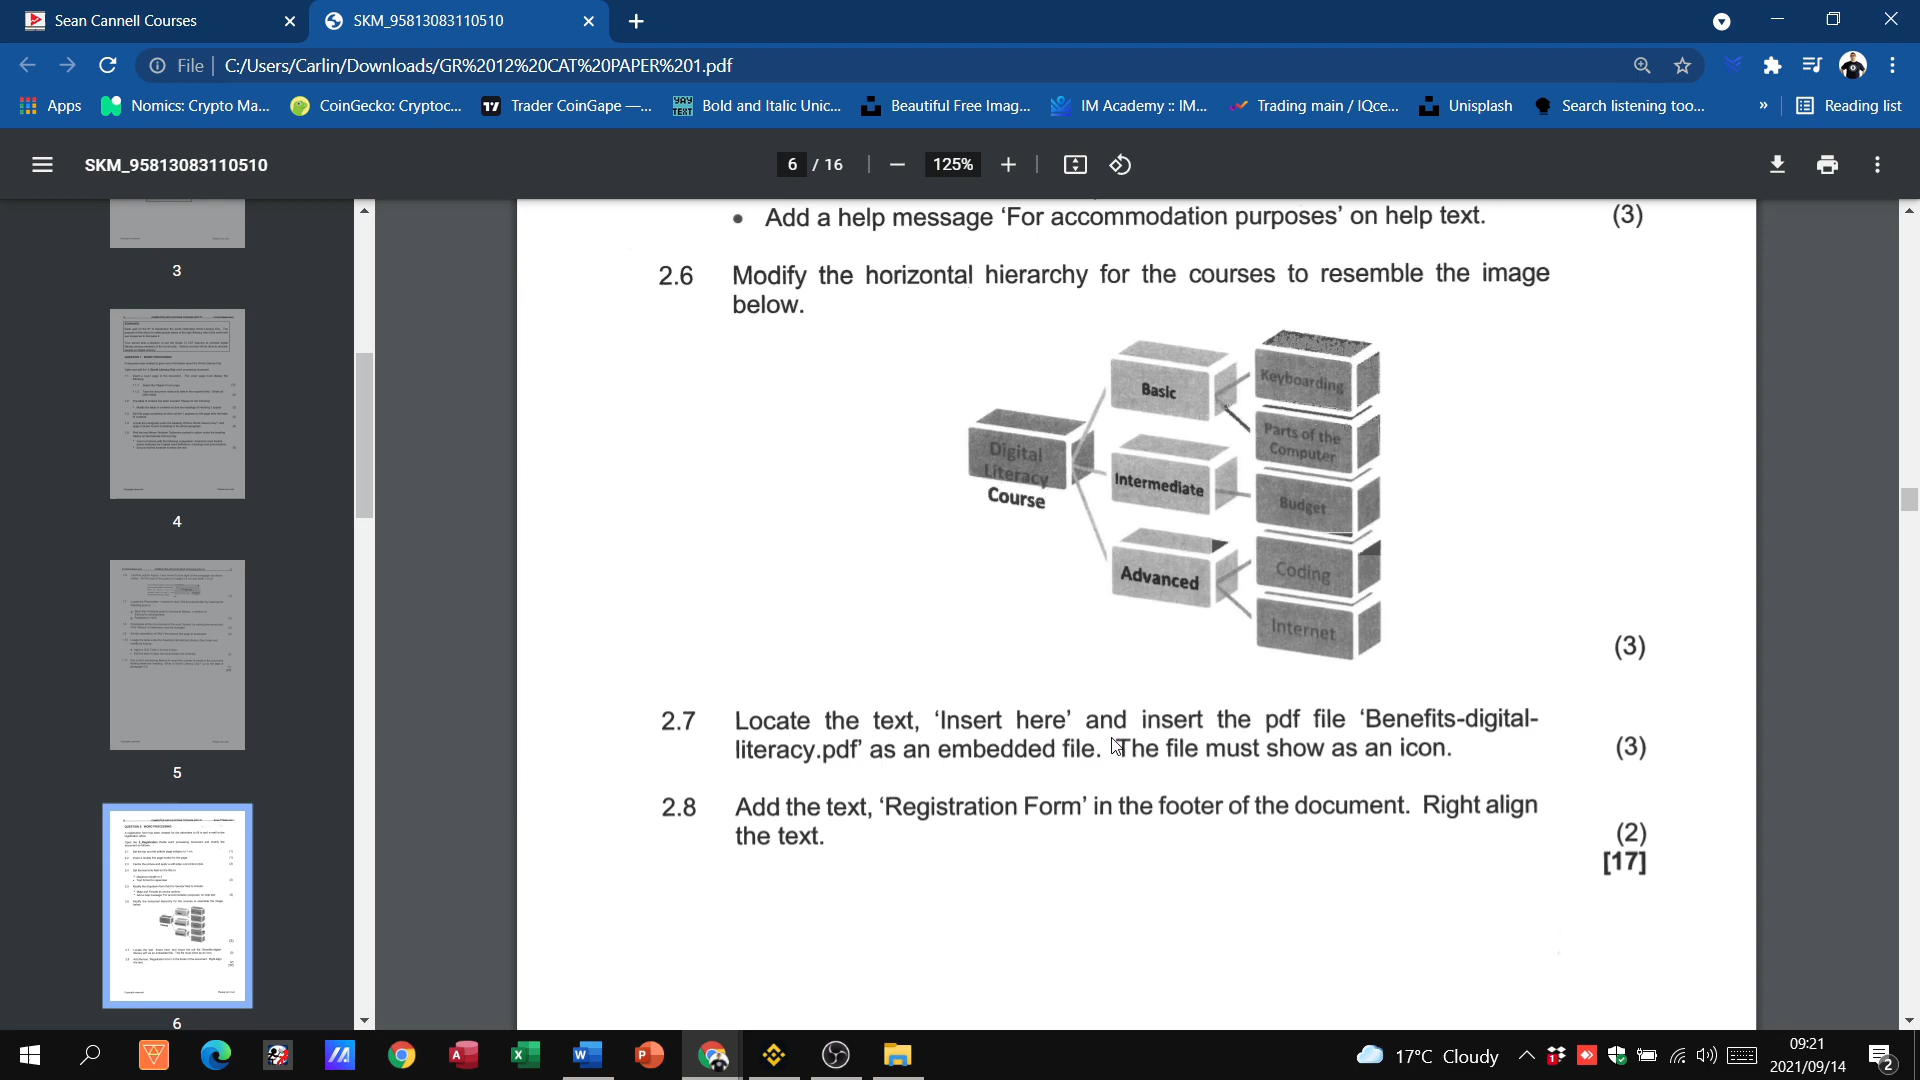 Sean Cannell Courses
SKM_95813083110510
File
C:/Users/Carlin/Downloads/GR%2012%20CAT%20PAPER%201.pdf
Apps
Nomics: Crypto Ma...
CoinGecko: Cryptoc...
Trader CoinGape —...
YAY TEXT
Bold and Italic Unic...
Beautiful Free Imag...
IM Academy :: IM...
Trading main / IQce...
Unsplash
Search listening too...
»
Reading list
SKM_95813083110510
6 / 16
125%
3
4
5
6
• Add a help message ‘For accommodation purposes’ on help text. (3)
2.6 Modify the horizontal hierarchy for the courses to resemble the image
below.
Digital
Literacy
Course
Basic
Intermediate
Advanced
Keyboarding
Parts of the
Computer
Budget
Coding
Internet
(3)
2.7 Locate the text, ‘Insert here’ and insert the pdf file ‘Benefits-digital-
literacy.pdf’ as an embedded file. The file must show as an icon. (3)
2.8 Add the text, ‘Registration Form’ in the footer of the document. Right align
the text. (2)
[17]
17°C Cloudy
09:21
2021/09/14
2